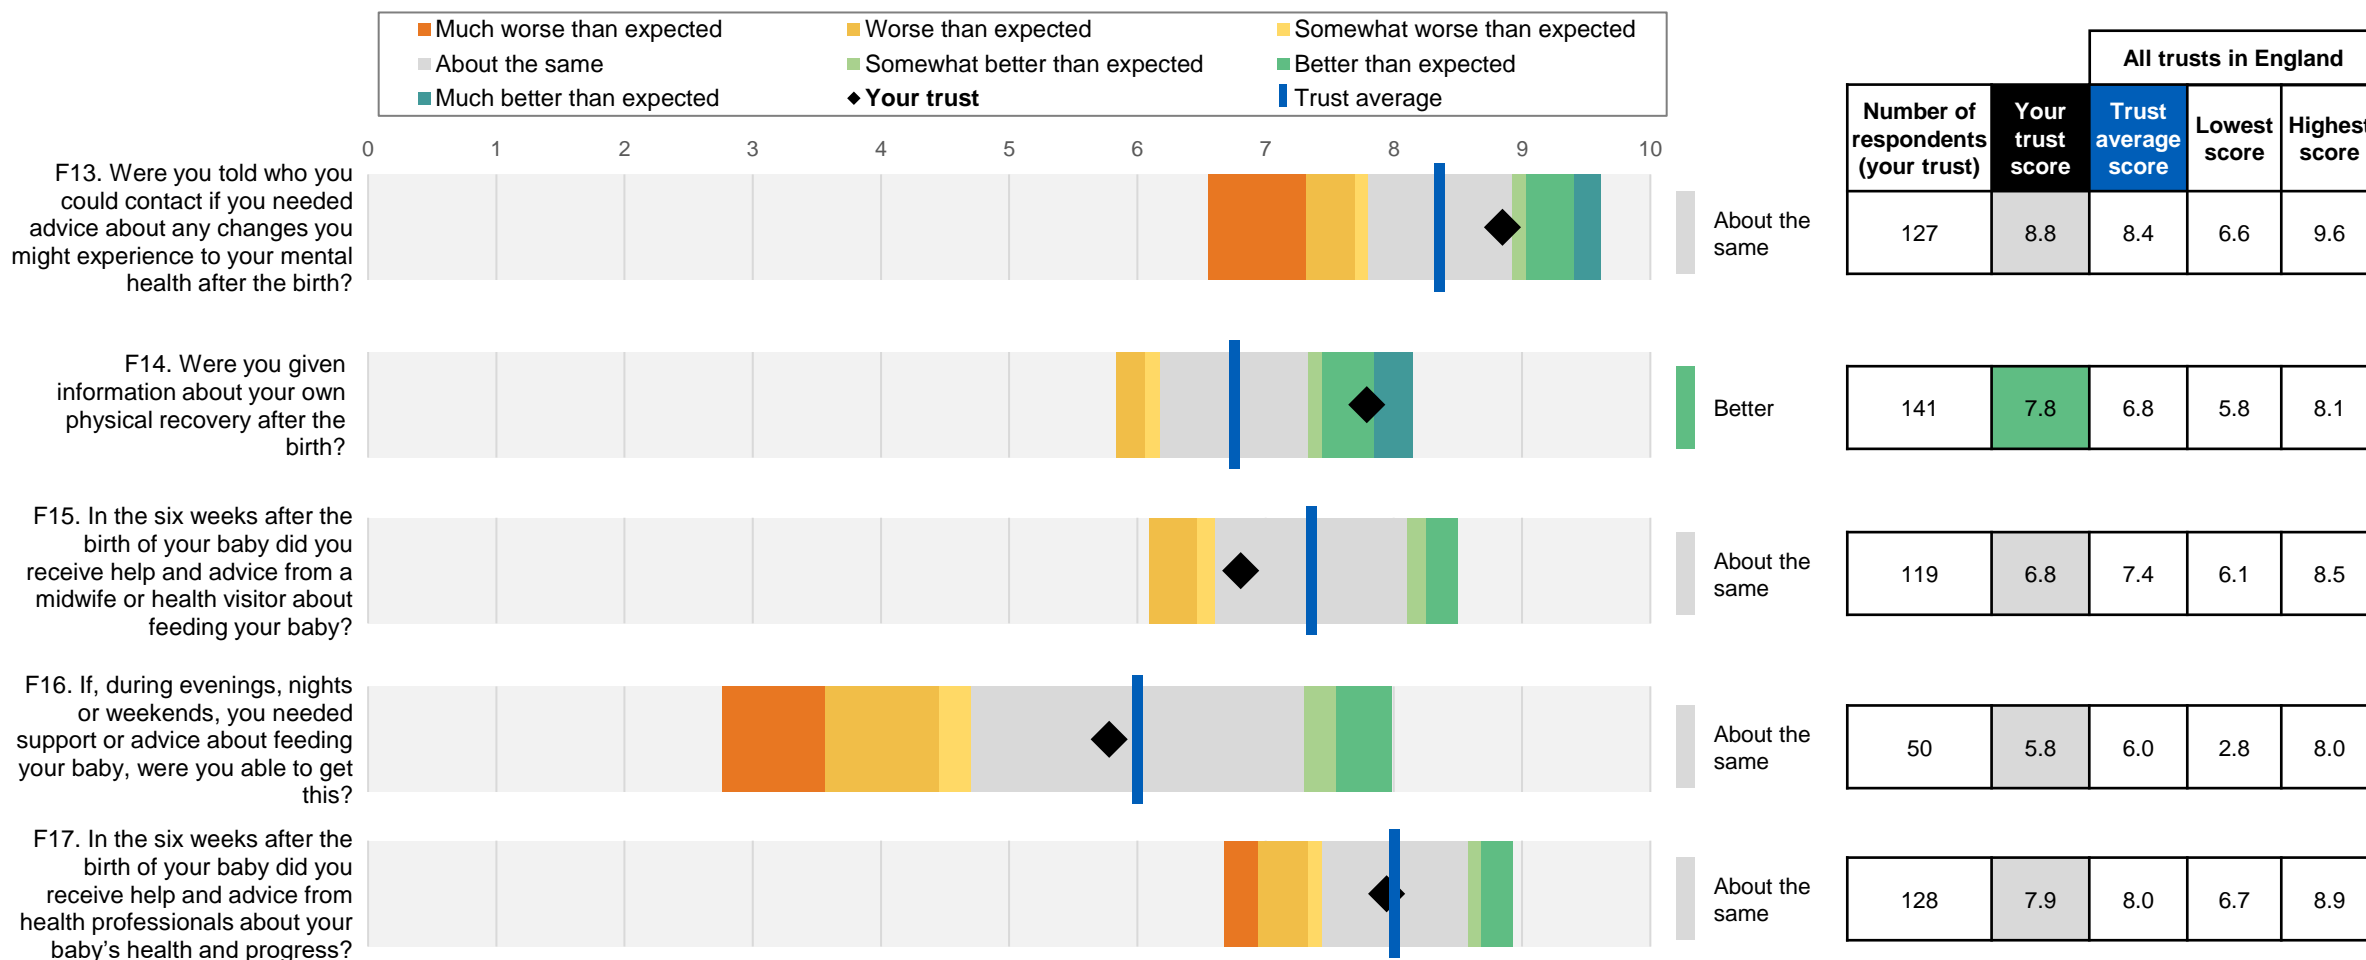 Much worse than expected
Worse than expected
Somewhat worse than expected
About the same
Somewhat better than expected
Better than expected
Much better than expected
Your trust
Trust average
All trusts in England
Number of respondents (your trust)
Your trust score
Trust average score
Lowest score
Highest score
0 1 2 3 4 5 6 7 8 9 10
F13. Were you told who you
could contact if you needed
advice about any changes you
might experience to your mental
health after the birth?
About the
same
127 8.8 8.4 6.6 9.6
F14. Were you given
information about your own
physical recovery after the
birth?
Better
141 7.8 6.8 5.8 8.1
F15. In the six weeks after the
birth of your baby did you
receive help and advice from a
midwife or health visitor about
feeding your baby?
About the
same
119 6.8 7.4 6.1 8.5
F16. If, during evenings, nights
or weekends, you needed
support or advice about feeding
your baby, were you able to get
this?
About the
same
50 5.8 6.0 2.8 8.0
F17. In the six weeks after the
birth of your baby did you
receive help and advice from
health professionals about your
baby's health and progress?
About the
same
128 7.9 8.0 6.7 8.9